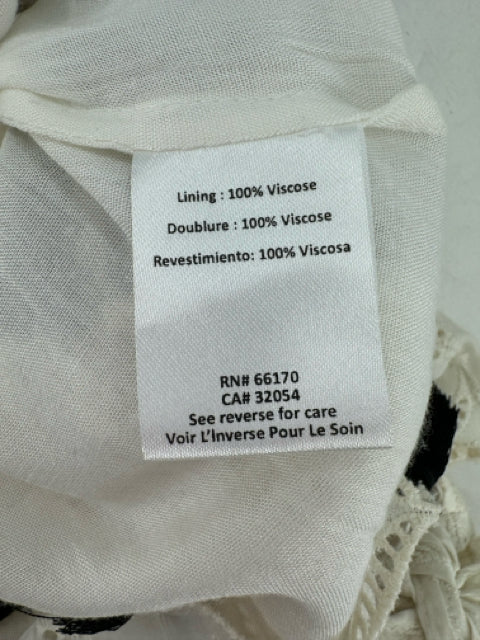 Lining : 100% Viscose
Doublure : 100% Viscose
Revestimiento: 100% Viscosa
RN# 66170
CA# 32054
See reverse for care
Voir L'Inverse Pour Le Soin